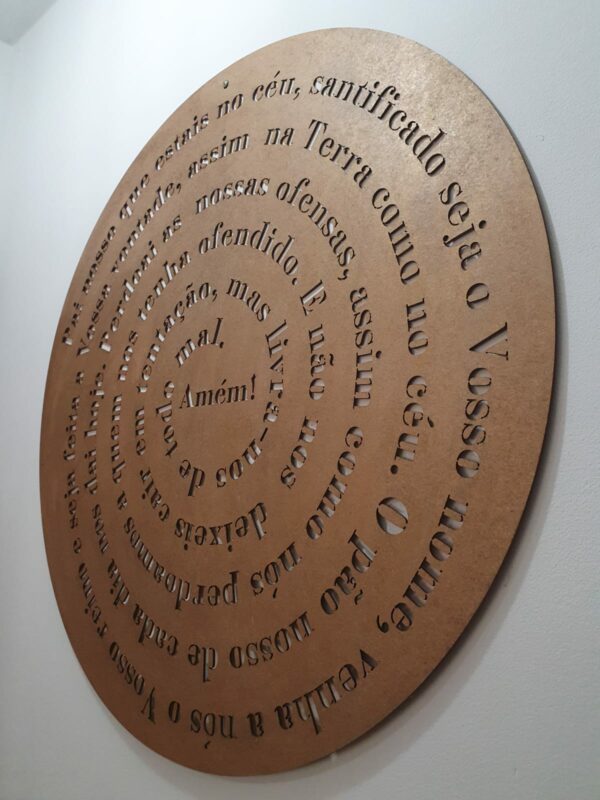 Pai nosso que estais no céu, santificado seja o Vosso nome, venha a nós o Vosso reino e seja feita
a Vossa vontade, assim na Terra como no céu. O pão nosso de cada dia nos dai hoje.
Perdoai as nossas ofensas, assim como nós perdoamos a quem
nos tenha ofendido. E não nos deixeis cair
em tentação, mas livra-nos de todo
mal,
Amém!